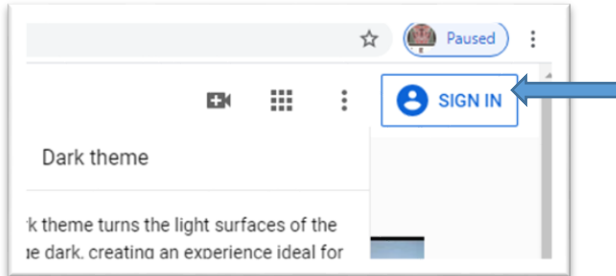 Paused
SIGN IN
Dark theme
theme turns the light surfaces of the
dark, creating an experience ideal for